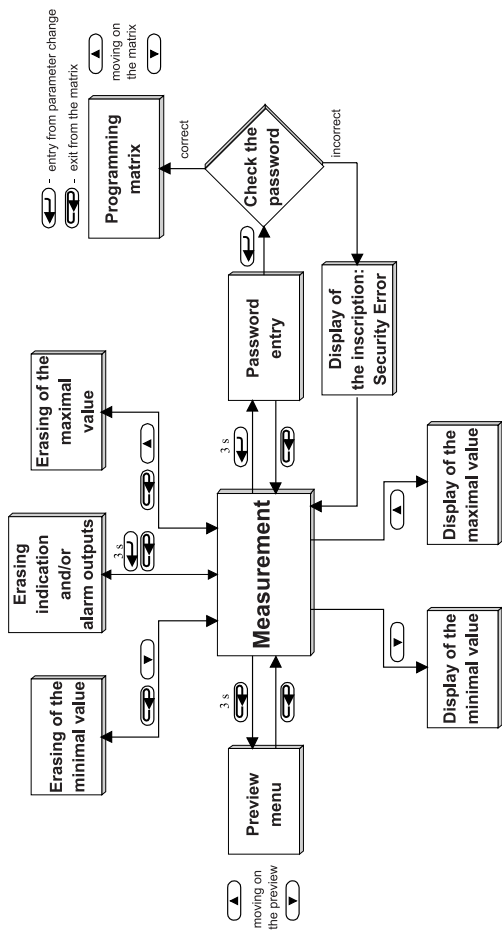 - entry from parameter change
- exit from the matrix
moving on
the matrix
Programming
matrix
correct
Check the
password
incorrect
Erasing of the
maximal
value
Password
entry
Display of
the inscription:
Security Error
3 s
Erasing
indication
and/or
alarm outputs
3 s
Measurement
Display of the
maximal value
Erasing of the
minimal value
3 s
Display of the
minimal value
Preview
menu
moving on
the preview